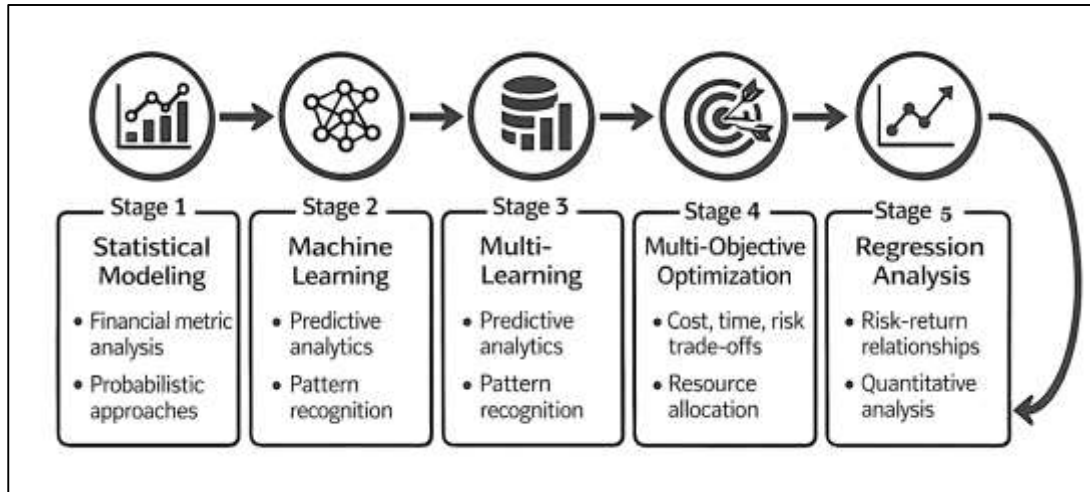 Stage 1
Statistical
Modeling
• Financial metric
analysis
• Probabilistic
approaches
Stage 2
Machine
Learning
• Predictive
analytics
• Pattern
recognition
Stage 3
Multi-
Learning
• Predictive
analytics
• Pattern
recognition
Stage 4
Multi-Objective
Optimization
• Cost, time, risk
trade-offs
• Resource
allocation
Stage 5
Regression
Analysis
• Risk-return
relationships
• Quantitative
analysis